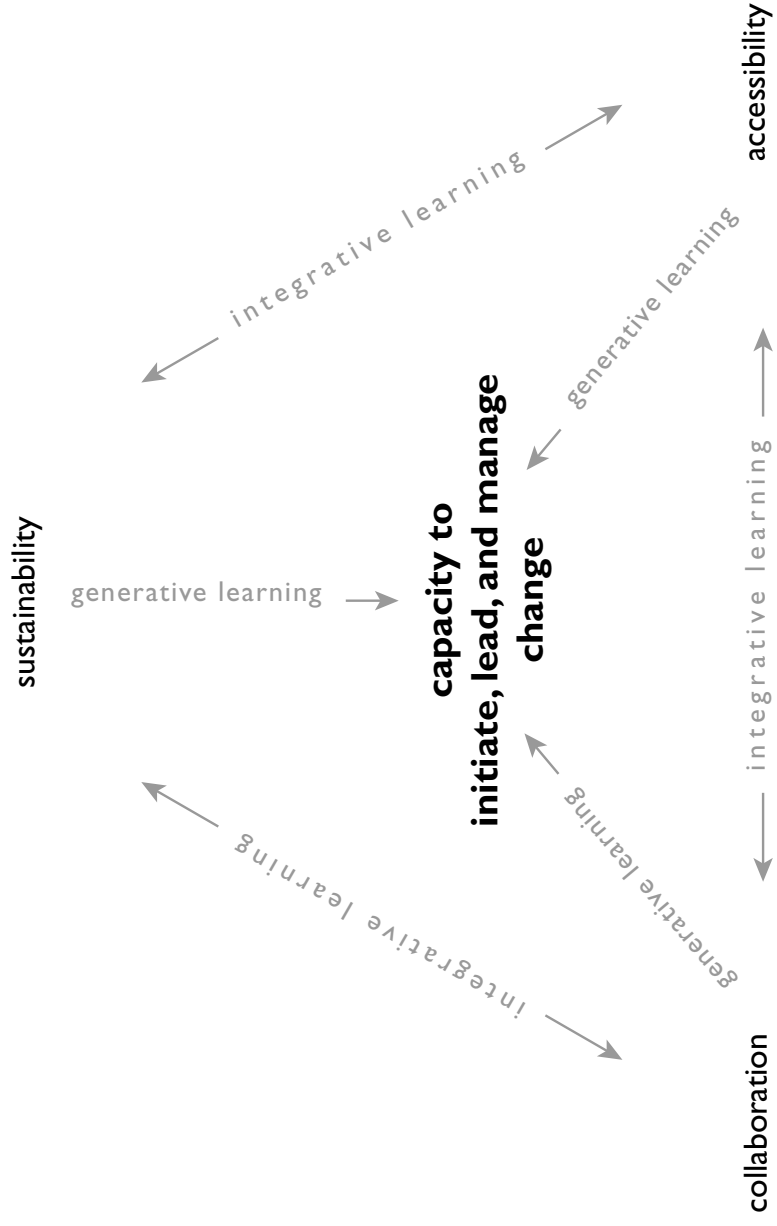 sustainability
generative learning
integrative learning
integrative learning
capacity to
initiate, lead, and manage
change
generative learning
generative learning
collaboration
integrative learning
accessibility